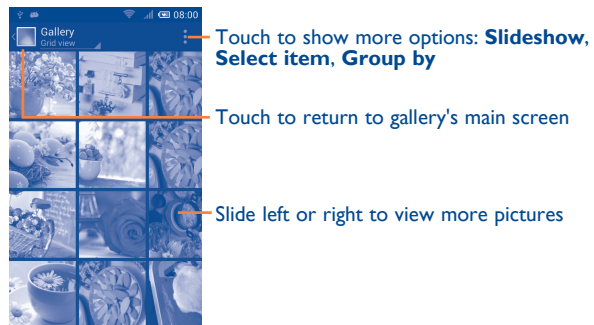 08:00
Gallery
Grid view
Touch to show more options: Slideshow,
Select item, Group by
Touch to return to gallery's main screen
Slide left or right to view more pictures